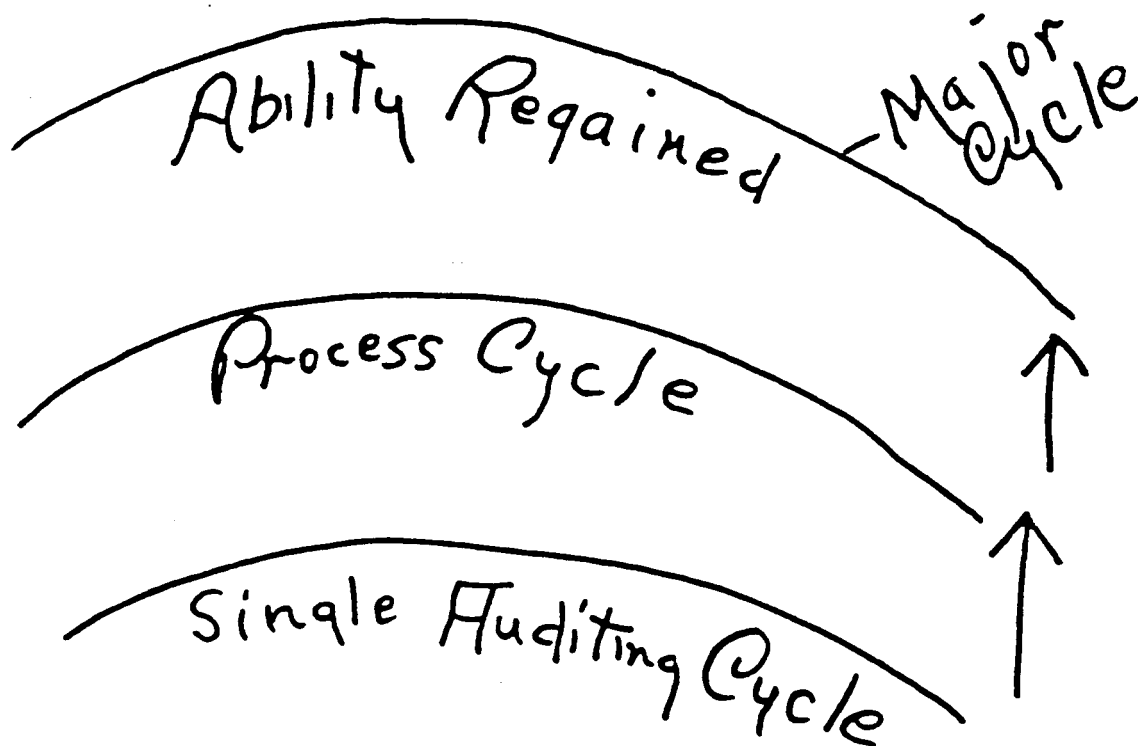 Ability Regained
Major
Cycle
Process Cycle
Single Auditing Cycle